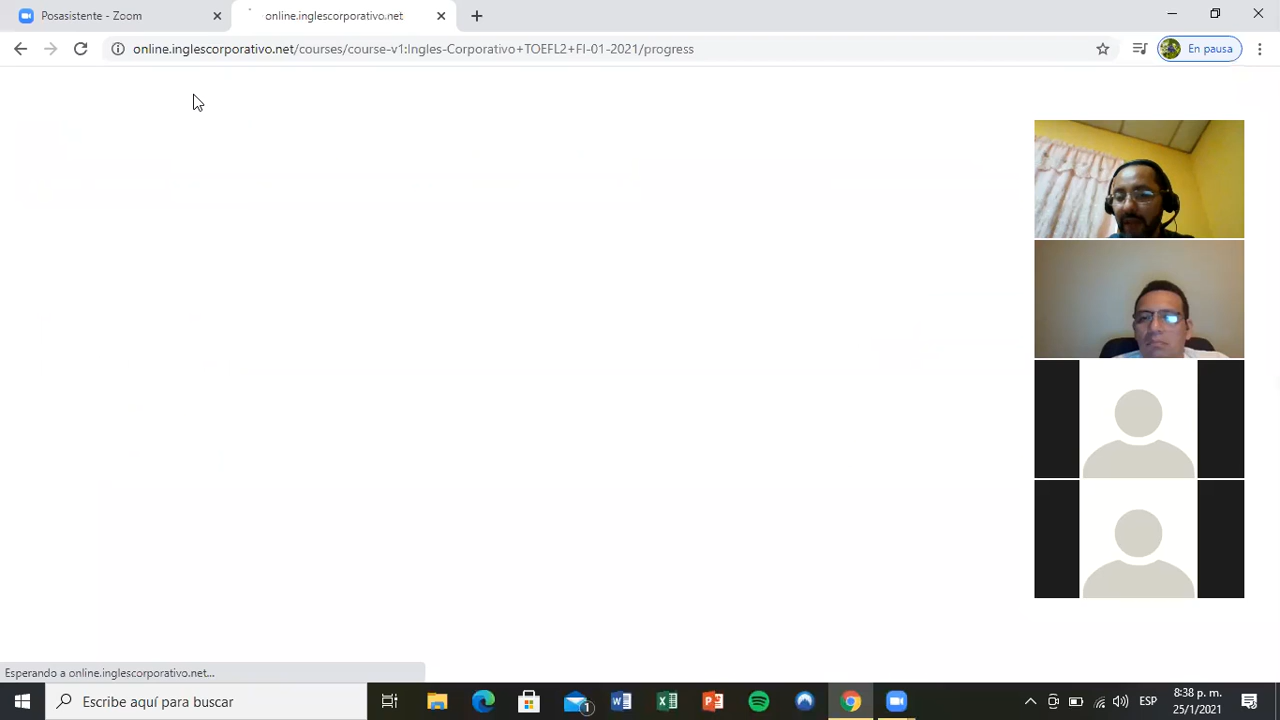 Posasistente - Zoom
online.inglescorporativo.net
online.inglescorporativo.net/courses/course-v1:Ingles-Corporativo+TOEFL2+FI-01-2021/progress
En pausa
Esperando a online.inglescorporativo.net...
Escribe aquí para buscar
1
ESP
8:38 p. m.
25/1/2021